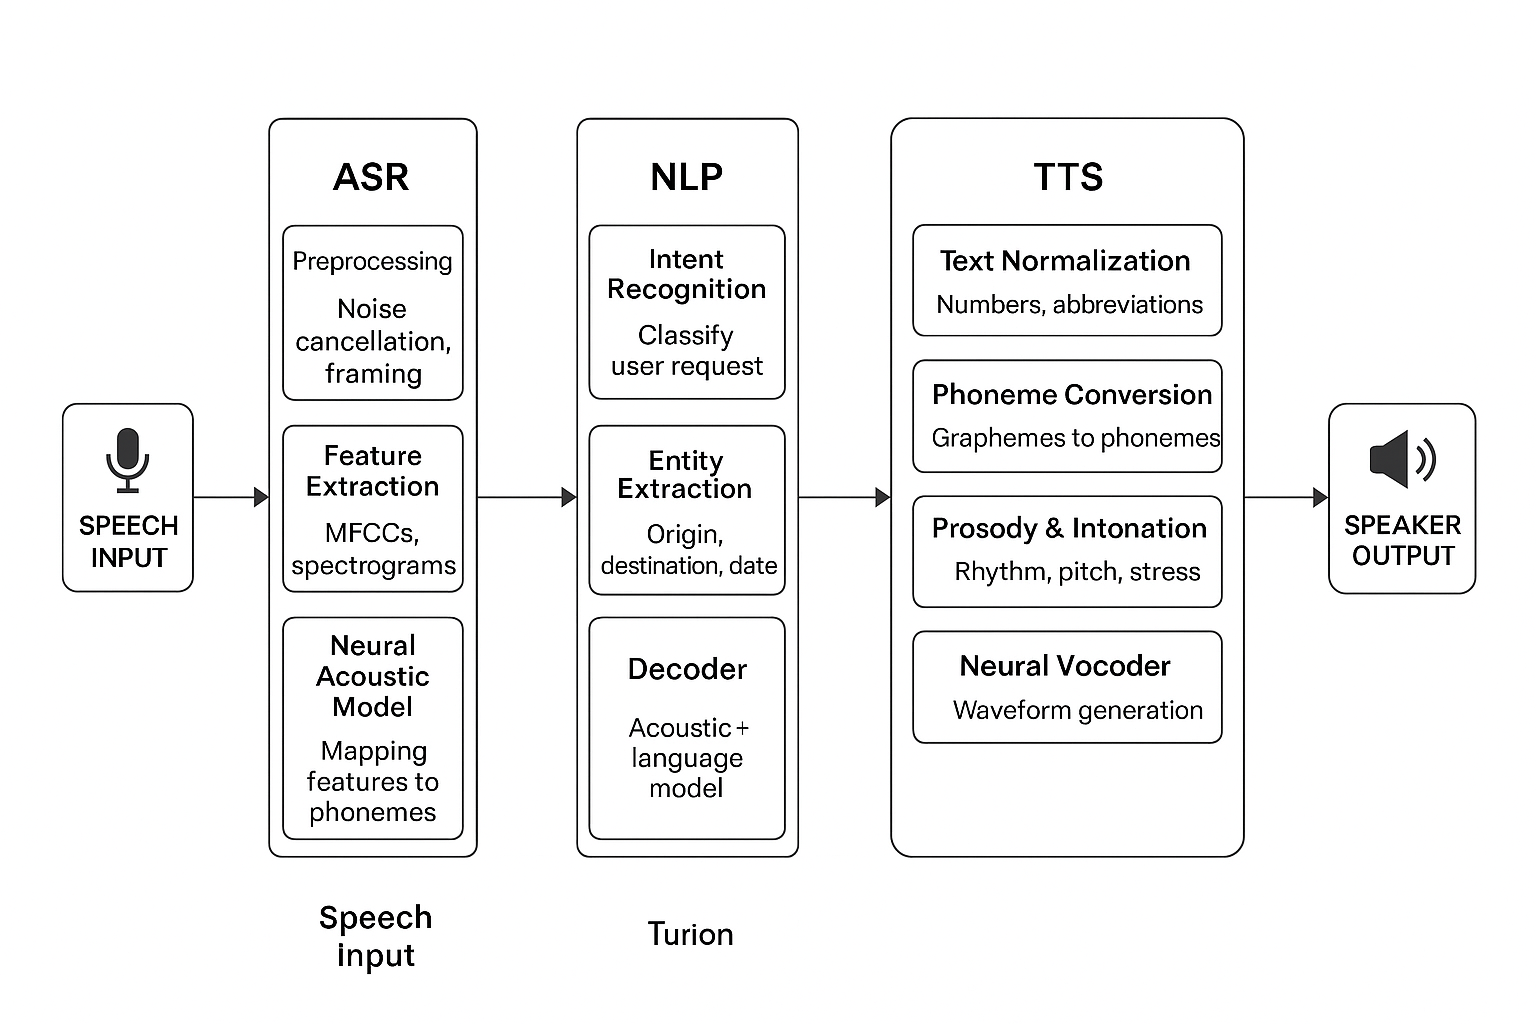 SPEECH
INPUT
ASR
Preprocessing
Noise
cancellation,
framing
Feature
Extraction
MFCCs,
spectrograms
Neural
Acoustic
Model
Mapping
features to
phonemes
Speech
input
NLP
Intent
Recognition
Classify
user request
Entity
Extraction
Origin,
destination, date
Decoder
Acoustic +
language
model
Turion
TTS
Text Normalization
Numbers, abbreviations
Phoneme Conversion
Graphemes to phonemes
Prosody & Intonation
Rhythm, pitch, stress
Neural Vocoder
Waveform generation
SPEAKER
OUTPUT